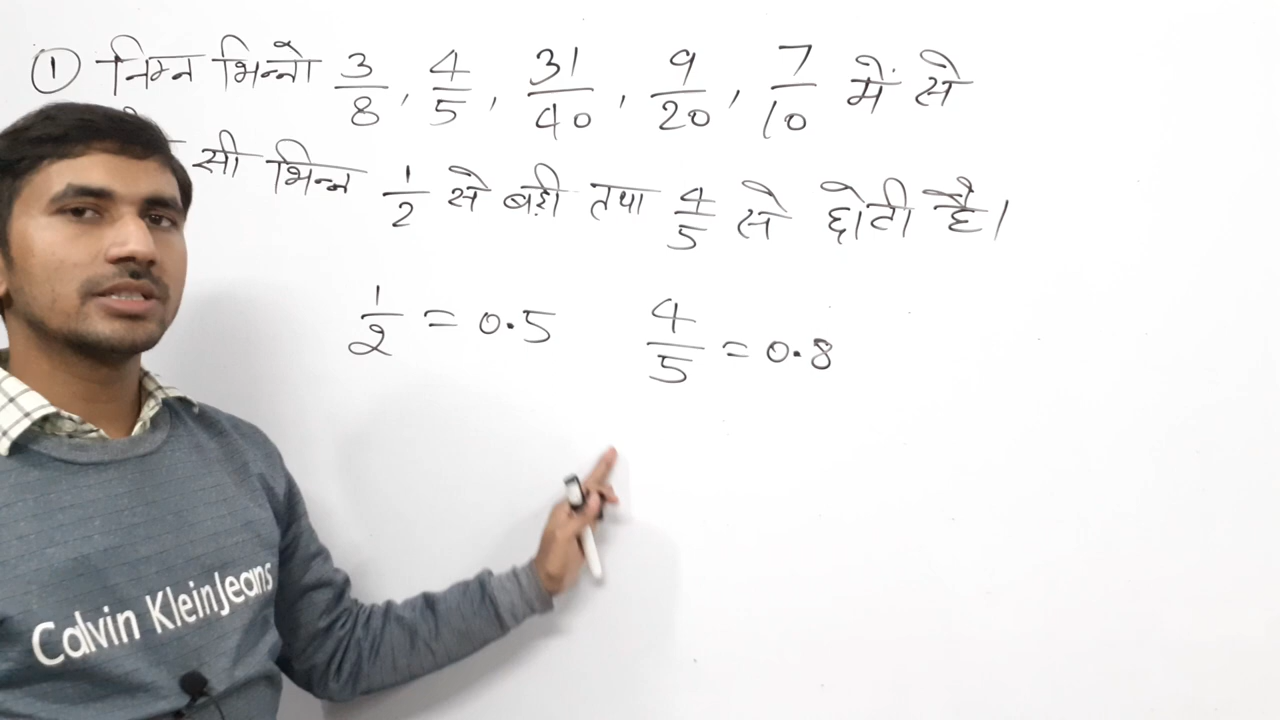 ① निम्न भिन्नो 3/8, 4/5, 31/40, 9/20, 7/10 में से
सी भिन्न 1/2 से बड़ी तथा 4/5 से छोटी है।
1/2 = 0.5 4/5 = 0.8
Calvin Klein Jeans